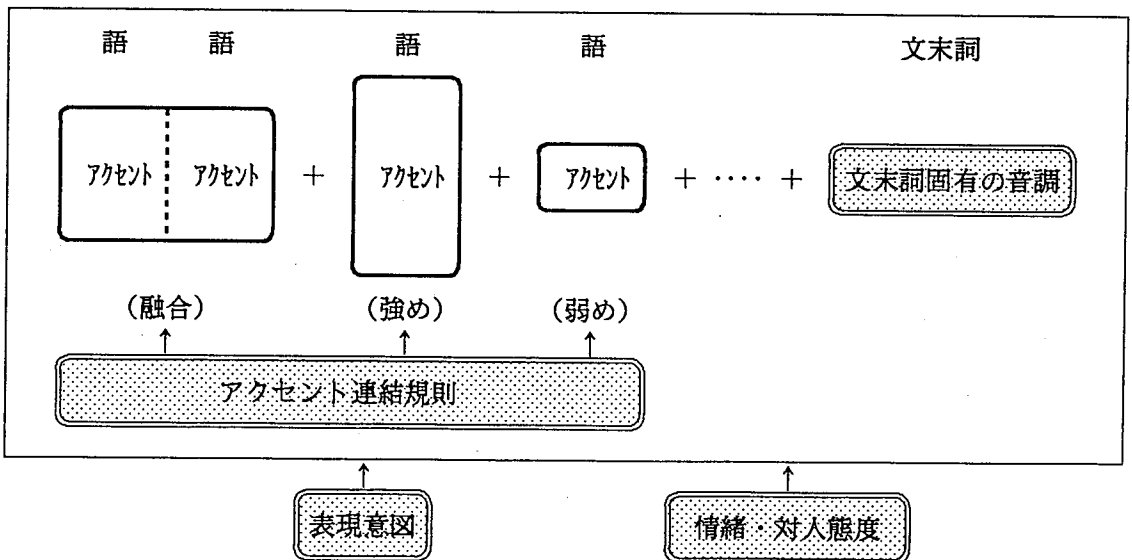 語 語 語 語 文末詞
アクセント アクセント + アクセント + アクセント + ‥‥ + 文末詞固有の音調
(融合) (強め) (弱め)
↑ ↑ ↑
アクセント連結規則
↑ ↑
表現意図 情緒・対人態度